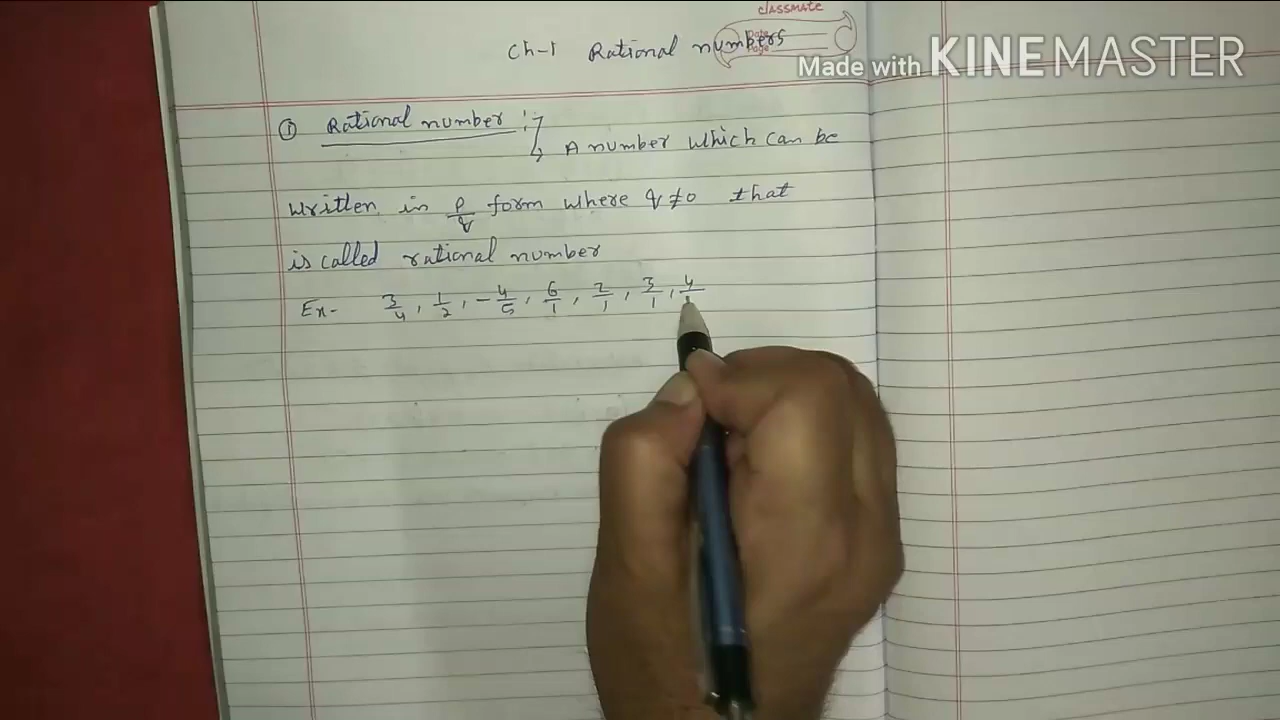 classmate
Date
Page
Ch-1 Rational numbers
Made with KINEMASTER
① Rational number :-
↳ A number which can be
written in p/q form where q≠0 that
is called rational number
Ex- 3/4, 1/2, -4/5, 6/1, 2/1, 3/1, 4/1